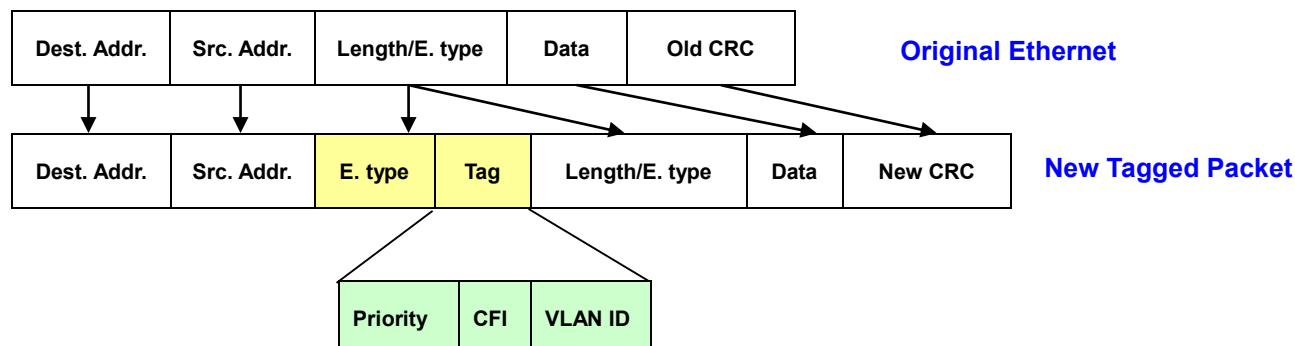 Dest. Addr. Src. Addr. Length/E. type Data Old CRC Original Ethernet
Dest. Addr. Src. Addr. E. type Tag Length/E. type Data New CRC New Tagged Packet
Priority CFI VLAN ID